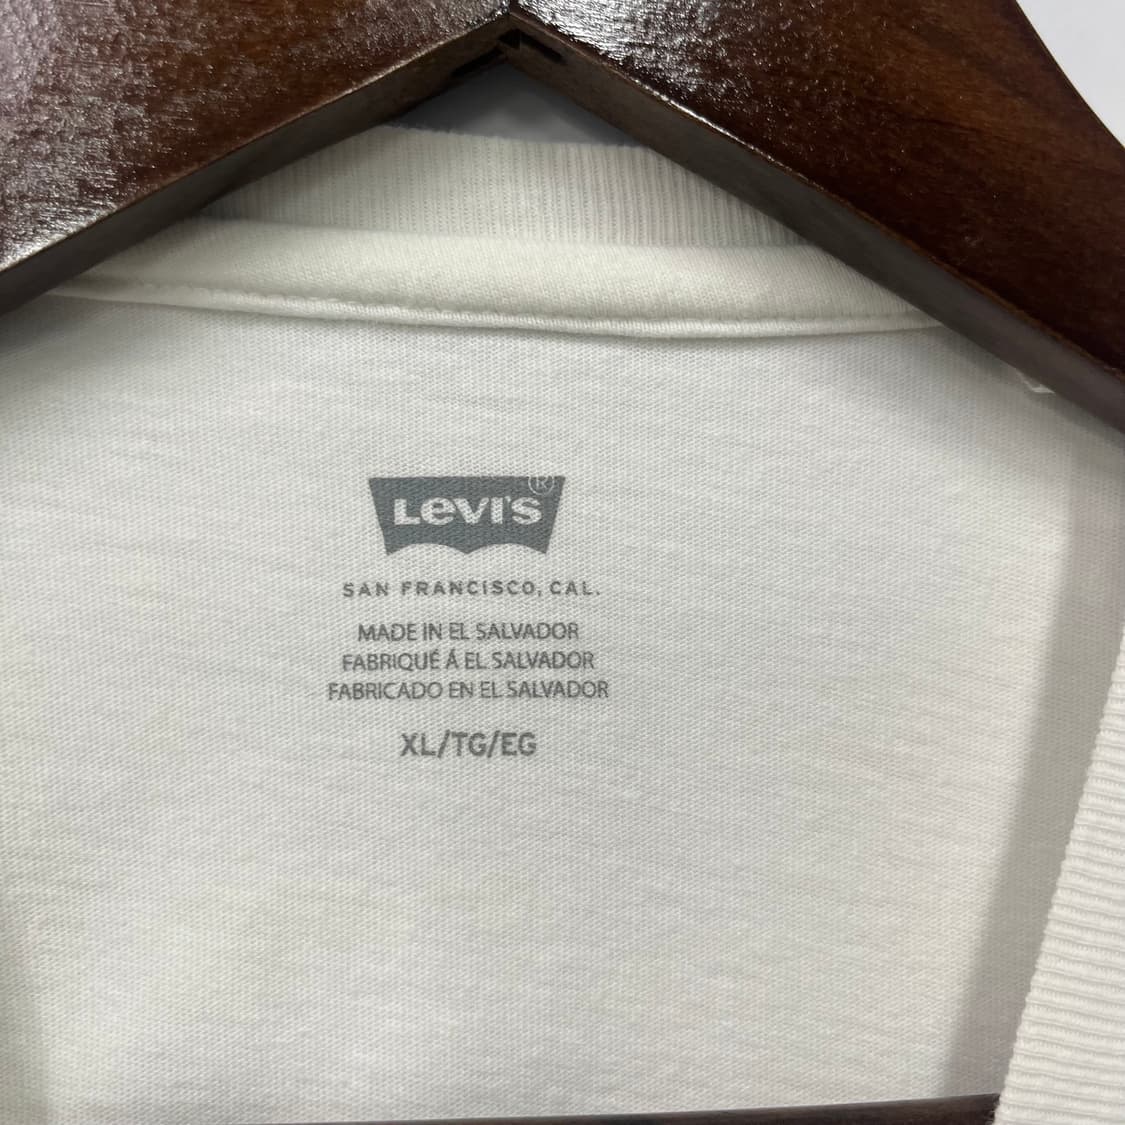 Levi's®
SAN FRANCISCO, CAL.
MADE IN EL SALVADOR
FABRIQUÉ Á EL SALVADOR
FABRICADO EN EL SALVADOR
XL/TG/EG